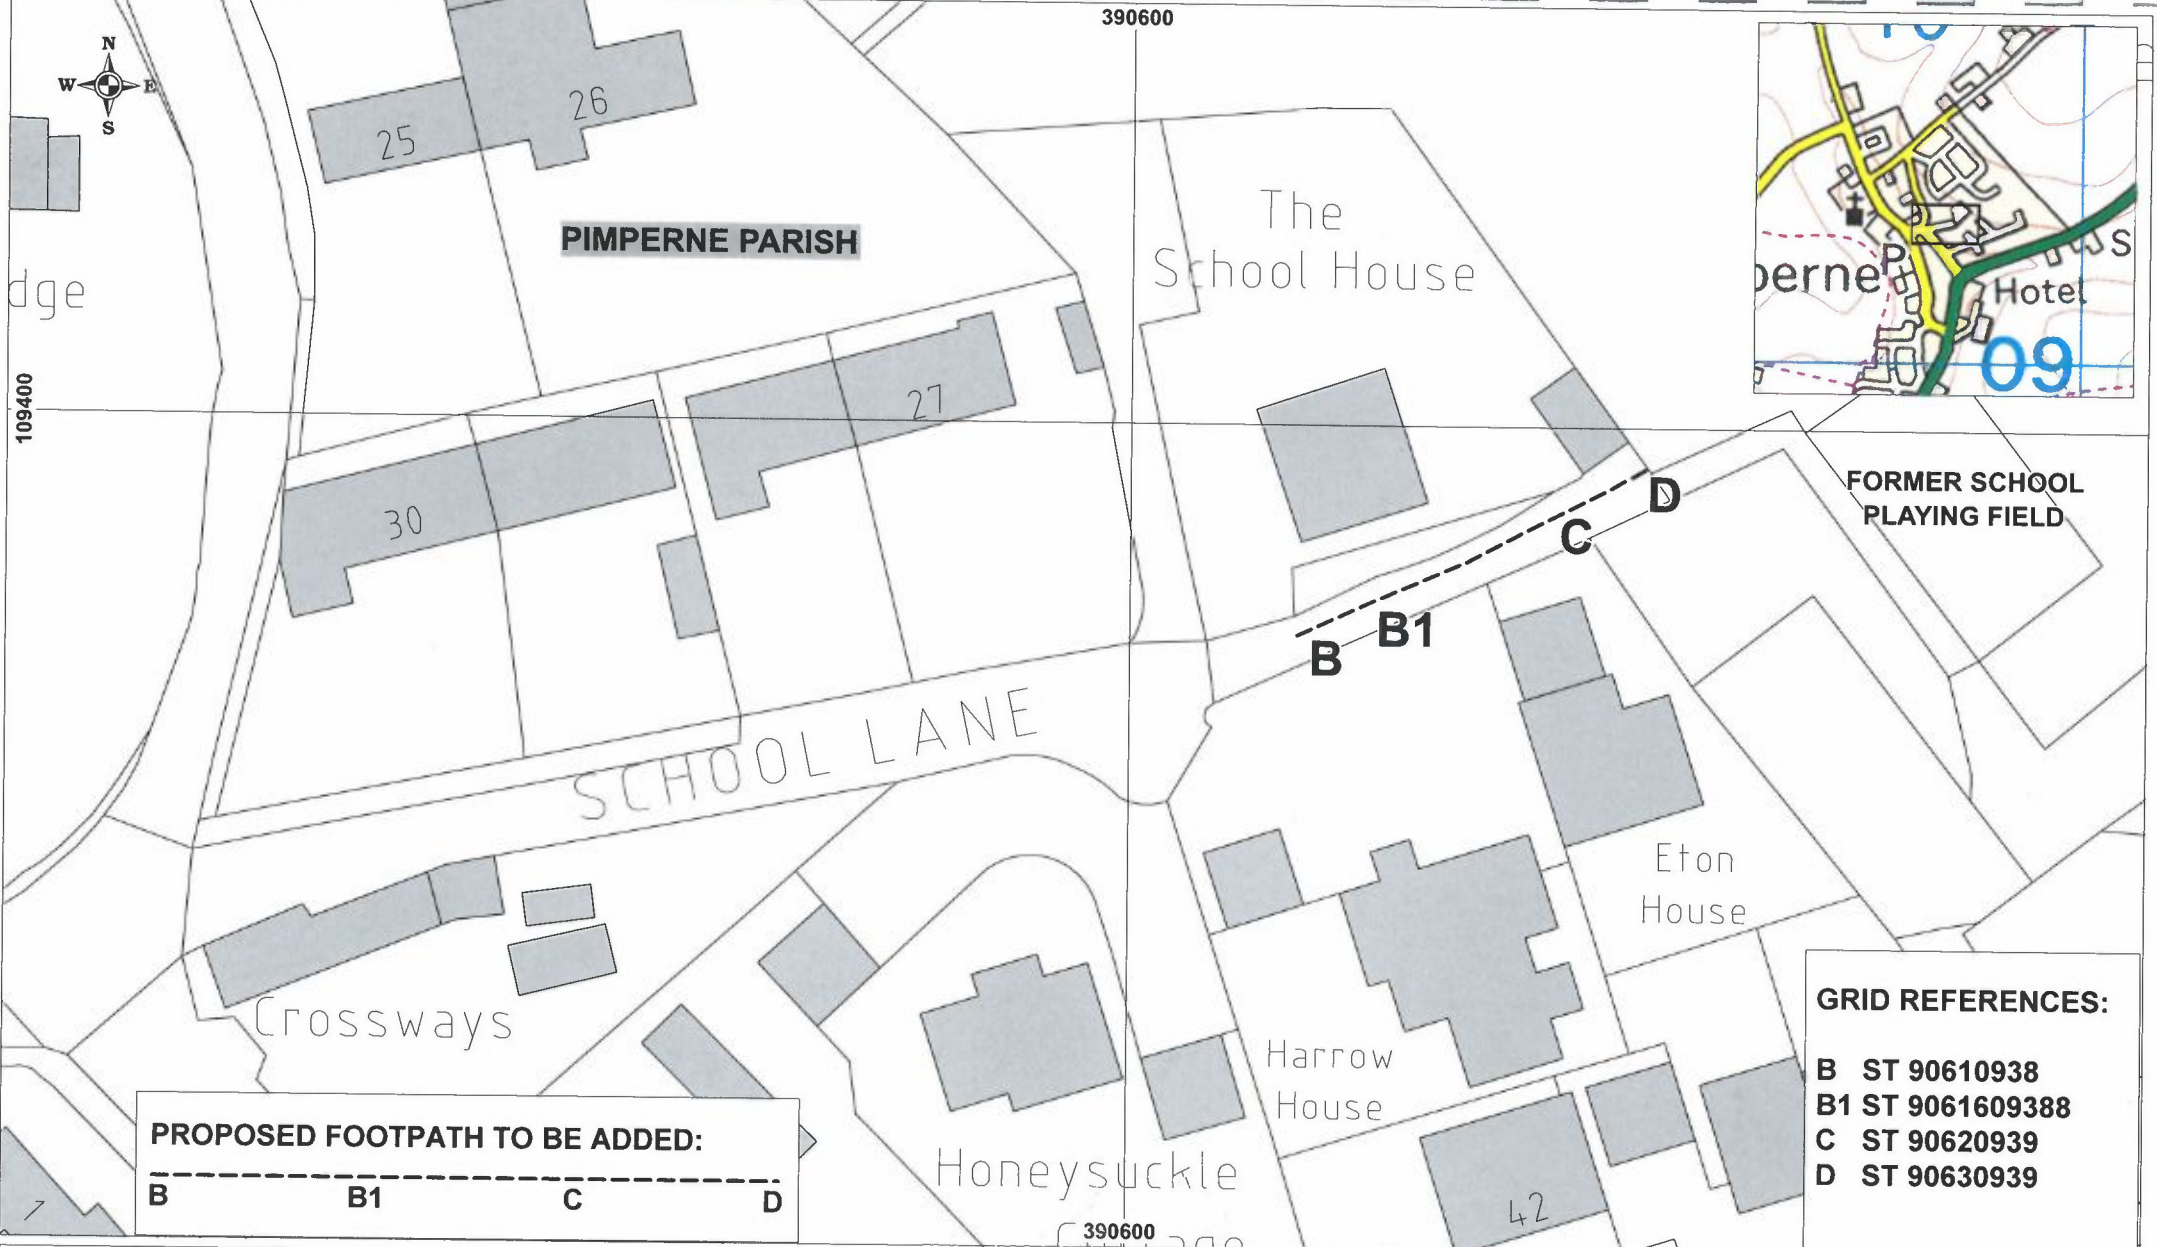 390600
N
W E
S
26
25
PIMPERNE PARISH
The
School House
dge
109400
27
30
berne
P
S
Hotel
09
FORMER SCHOOL
PLAYING FIELD
D
C
B1
B
SCHOOL LANE
Eton
House
Crossways
Harrow
House
Honeysuckle
42
7
390600
PROPOSED FOOTPATH TO BE ADDED:
B B1 C D
GRID REFERENCES:
B ST 90610938
B1 ST 9061609388
C ST 90620939
D ST 90630939